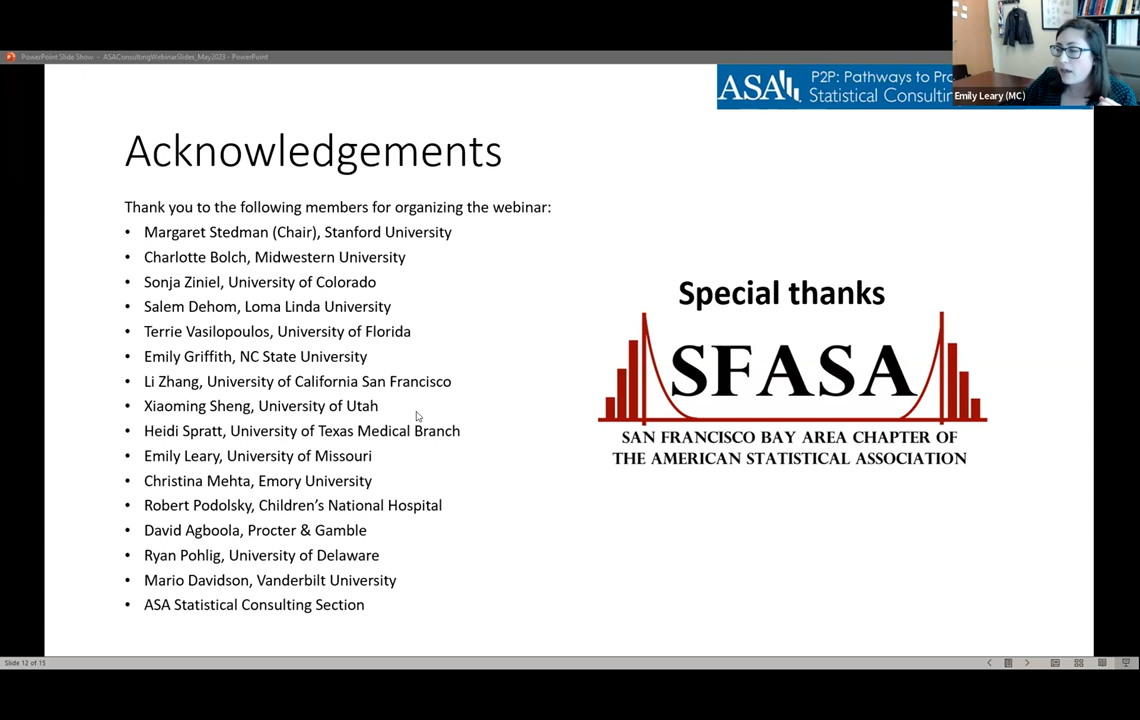 PowerPoint Slide Show - ASAConsultingWebinarSlides_May2023 - PowerPoint
ASA
P2P: Pathways to Pro
Statistical Consultin
Emily Leary (MC)
Acknowledgements
Thank you to the following members for organizing the webinar:
• Margaret Stedman (Chair), Stanford University
• Charlotte Bolch, Midwestern University
• Sonja Ziniel, University of Colorado
• Salem Dehom, Loma Linda University
• Terrie Vasilopoulos, University of Florida
• Emily Griffith, NC State University
• Li Zhang, University of California San Francisco
• Xiaoming Sheng, University of Utah
• Heidi Spratt, University of Texas Medical Branch
• Emily Leary, University of Missouri
• Christina Mehta, Emory University
• Robert Podolsky, Children’s National Hospital
• David Agboola, Procter & Gamble
• Ryan Pohlig, University of Delaware
• Mario Davidson, Vanderbilt University
• ASA Statistical Consulting Section
Special thanks
SFASA
SAN FRANCISCO BAY AREA CHAPTER OF
THE AMERICAN STATISTICAL ASSOCIATION
Slide 12 of 15